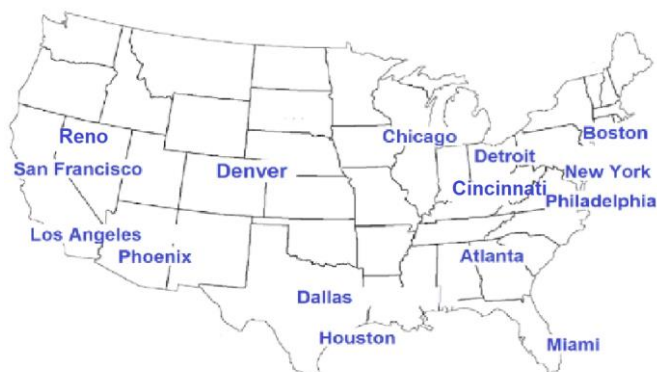 Reno
Chicago
Boston
Detroit
San Francisco
Denver
New York
Cincinnati
Philadelphia
Los Angeles
Phoenix
Atlanta
Dallas
Houston
Miami